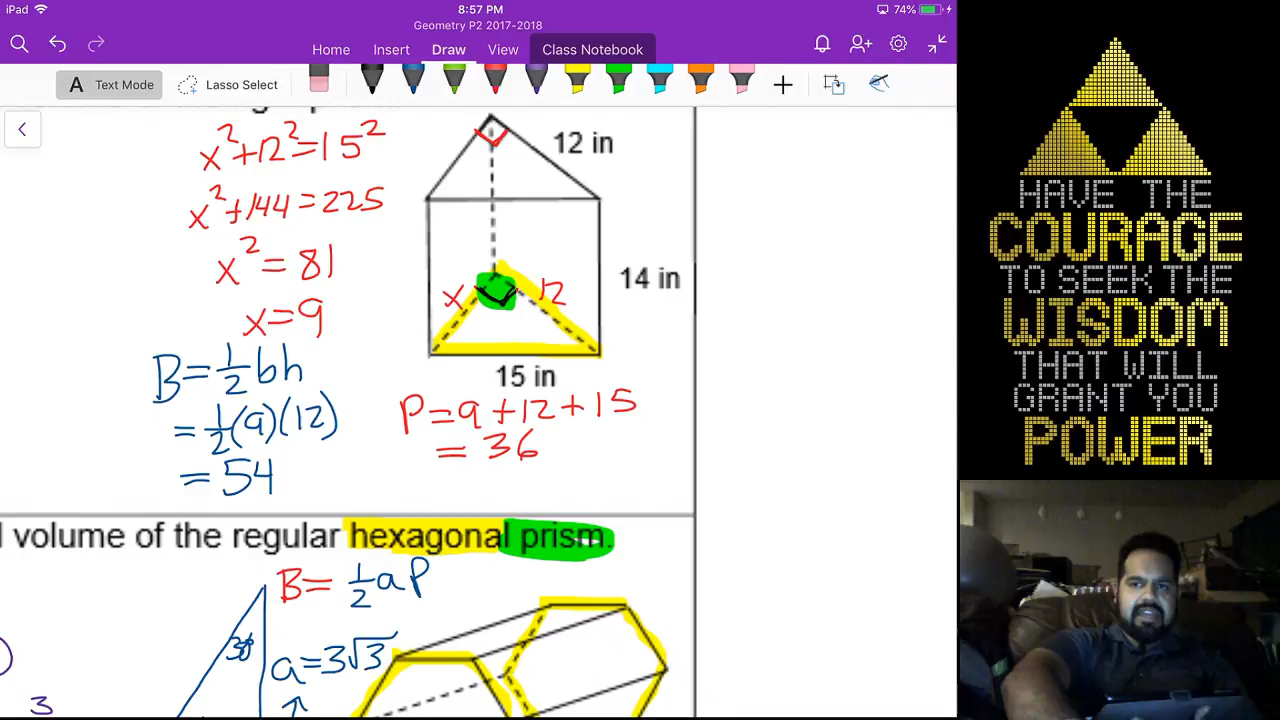 iPad
8:57 PM
74%
Geometry P2 2017-2018
Home Insert Draw View Class Notebook
A Text Mode Lasso Select
x²+12²=15²
x²+144=225
x²=81
x=9
B=½bh
=½(9)(12)
=54
12 in
14 in
x 12
15 in
P=9+12+15
=36
volume of the regular hexagonal prism.
B=½aP
30°
a=3√3
3
HAVE THE
COURAGE
TO SEEK THE
WISDOM
THAT WILL
GRANT YOU
POWER